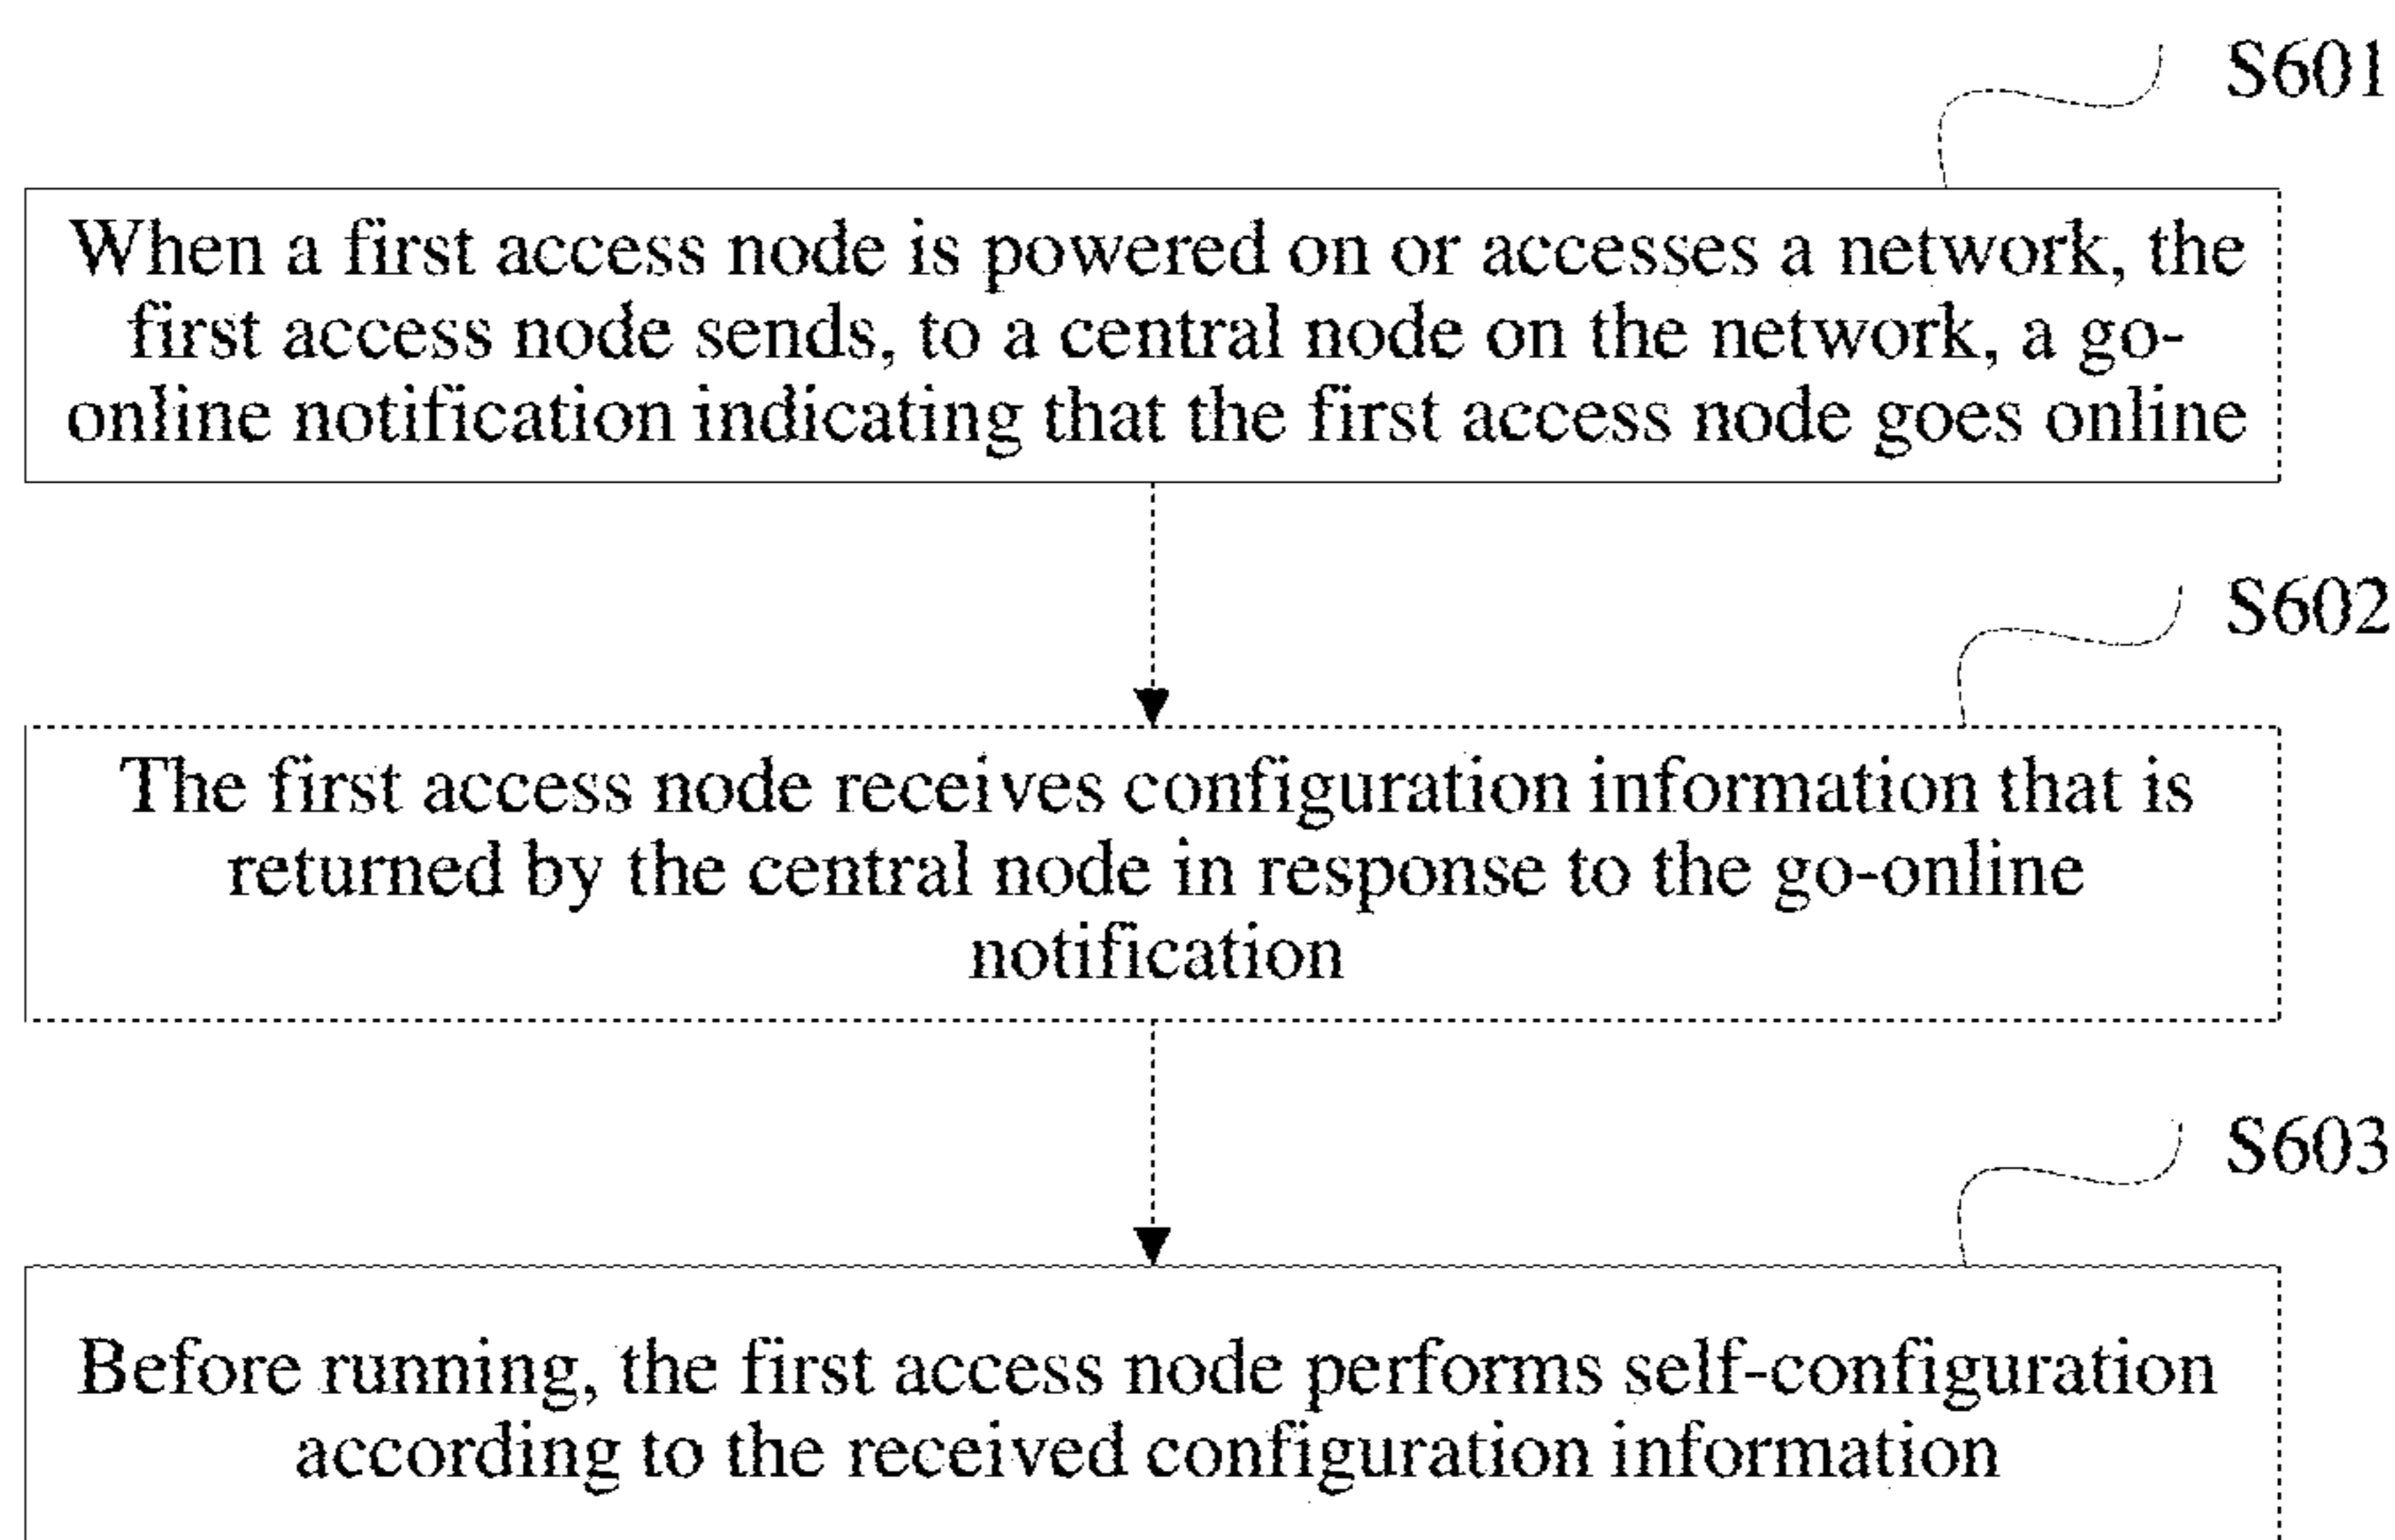 S601
When a first access node is powered on or accesses a network, the
first access node sends, to a central node on the network, a go-
online notification indicating that the first access node goes online
S602
The first access node receives configuration information that is
returned by the central node in response to the go-online
notification
S603
Before running, the first access node performs self-configuration
according to the received configuration information